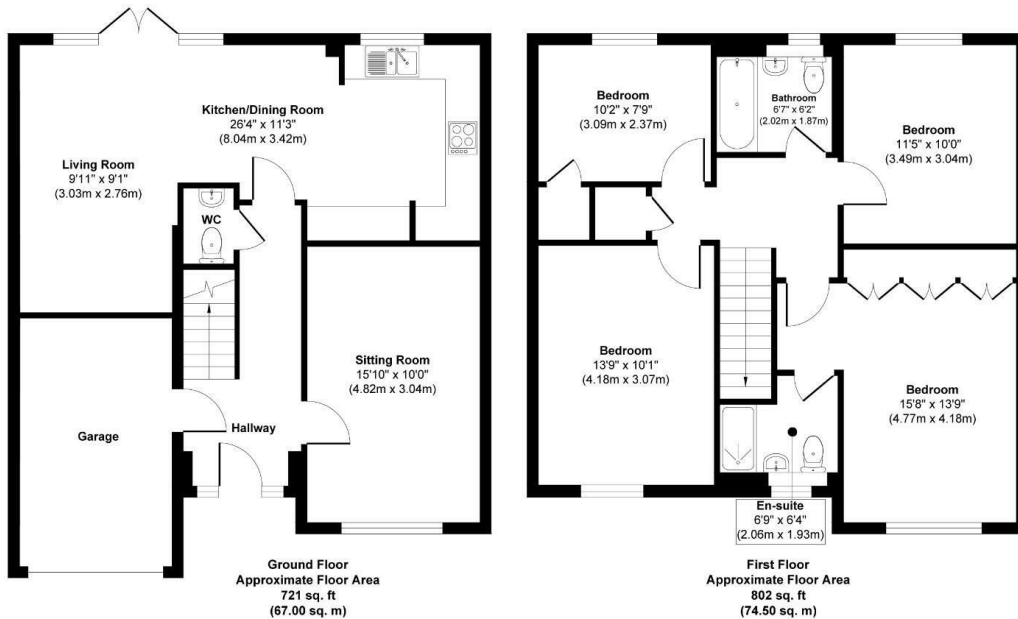 Kitchen/Dining Room
26'4" x 11'3"
(8.04m x 3.42m)
Living Room
9'11" x 9'1"
(3.03m x 2.76m)
WC
Sitting Room
15'10" x 10'0"
(4.82m x 3.04m)
Garage
Hallway
Ground Floor
Approximate Floor Area
721 sq. ft
(67.00 sq. m)
Bedroom
10'2" x 7'9"
(3.09m x 2.37m)
Bathroom
6'7" x 6'2"
(2.02m x 1.87m)
Bedroom
11'5" x 10'0"
(3.49m x 3.04m)
Bedroom
13'9" x 10'1"
(4.18m x 3.07m)
Bedroom
15'8" x 13'9"
(4.77m x 4.18m)
En-suite
6'9" x 6'4"
(2.06m x 1.93m)
First Floor
Approximate Floor Area
802 sq. ft
(74.50 sq. m)